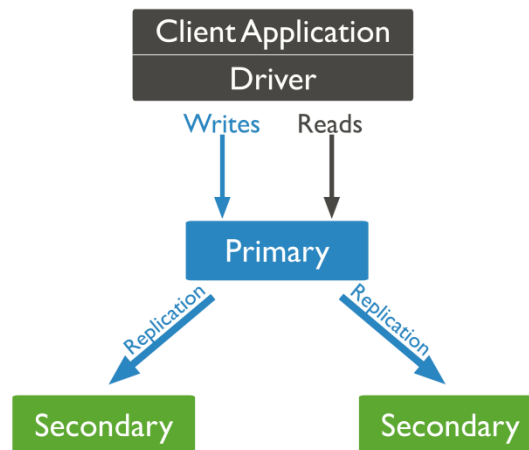 Client Application
Driver
Writes Reads
Primary
Replication Replication
Secondary Secondary